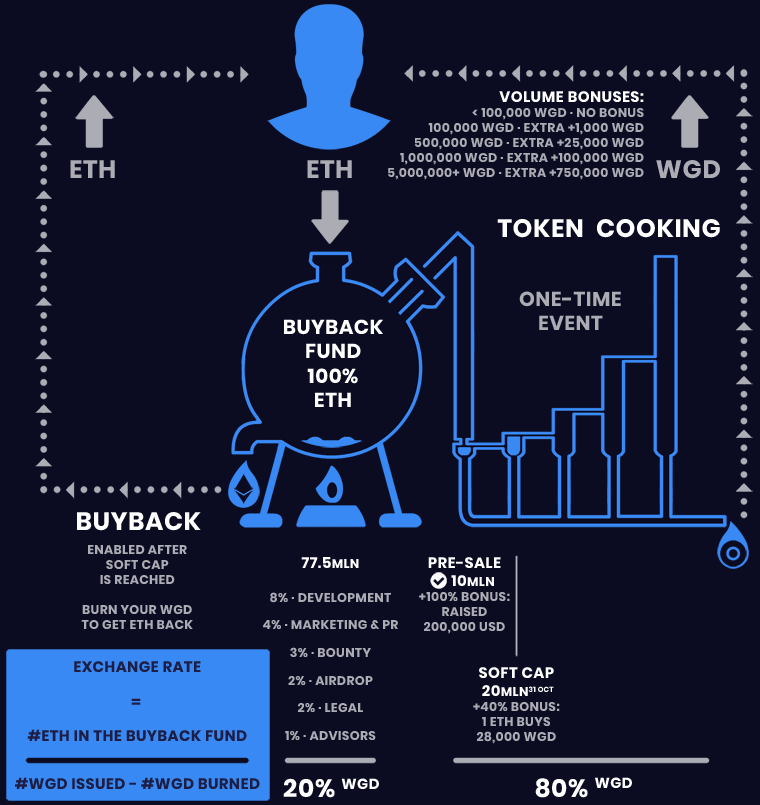 VOLUME BONUSES:
< 100,000 WGD · NO BONUS
100,000 WGD · EXTRA +1,000 WGD
500,000 WGD · EXTRA +25,000 WGD
1,000,000 WGD · EXTRA +100,000 WGD
5,000,000+ WGD · EXTRA +750,000 WGD
ETH
ETH
WGD
TOKEN COOKING
ONE-TIME
EVENT
BUYBACK
FUND
100%
ETH
BUYBACK
ENABLED AFTER
SOFT CAP
IS REACHED
BURN YOUR WGD
TO GET ETH BACK
EXCHANGE RATE
=
#ETH IN THE BUYBACK FUND
#WGD ISSUED - #WGD BURNED
77.5MLN
8% · DEVELOPMENT
4% · MARKETING & PR
3% · BOUNTY
2% · AIRDROP
2% · LEGAL
1% · ADVISORS
20% WGD
PRE-SALE
10MLN
+100% BONUS:
RAISED
200,000 USD
SOFT CAP
20MLN31 OCT
+40% BONUS:
1 ETH BUYS
28,000 WGD
80% WGD